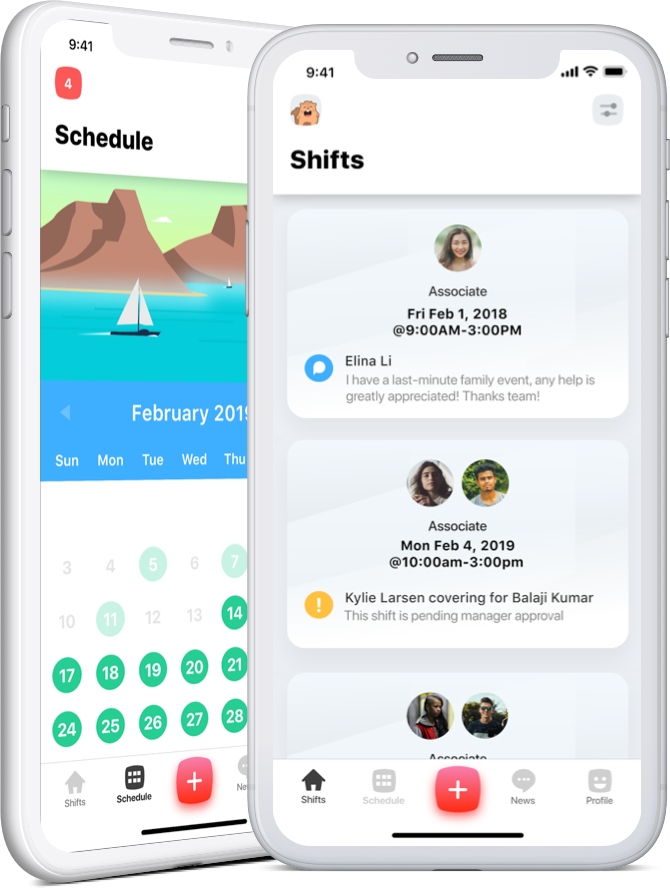 9:41
4
Schedule
February 2019
Sun Mon Tue Wed Thu
3 4 5 6 7
10 11 12 13 14
17 18 19 20 21
24 25 26 27 28
Shifts
Schedule
9:41
Shifts
Associate
Fri Feb 1, 2018
@9:00AM-3:00PM
Elina Li
I have a last-minute family event, any help is
greatly appreciated! Thanks team!
Associate
Mon Feb 4, 2019
@10:00am-3:00pm
Kylie Larsen covering for Balaji Kumar
This shift is pending manager approval
Associate
Shifts
Schedule
News
Profile